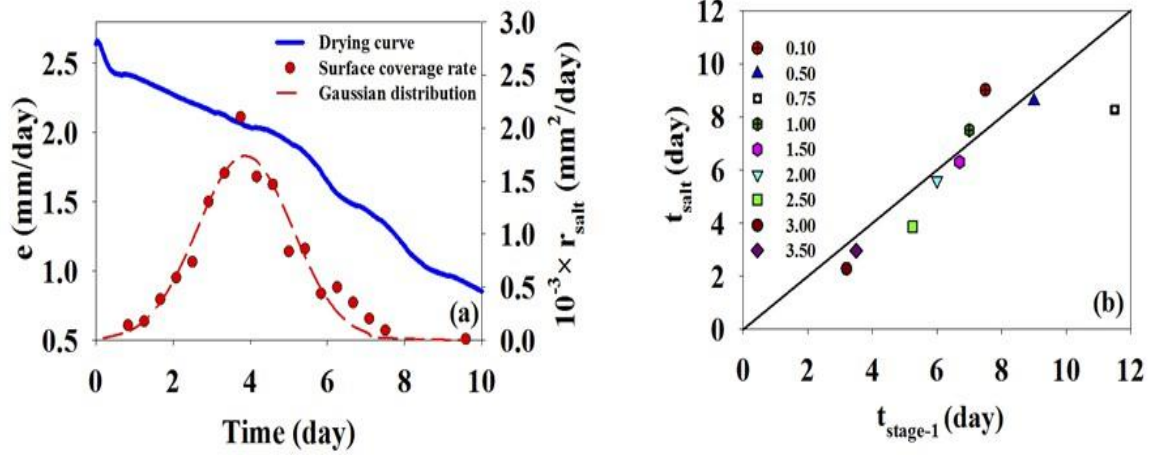 3.0
2.5
2.0
1.5
1.0
0.5
0.0
2.5
2.0
1.5
1.0
0.5
e (mm/day)
10⁻³× r_salt (mm²/day)
Drying curve
Surface coverage rate
Gaussian distribution
(a)
0 2 4 6 8 10
Time (day)
12
10
8
6
4
2
0
t_salt (day)
0.10
0.50
0.75
1.00
1.50
2.00
2.50
3.00
3.50
(b)
0 2 4 6 8 10 12
t_stage-1 (day)